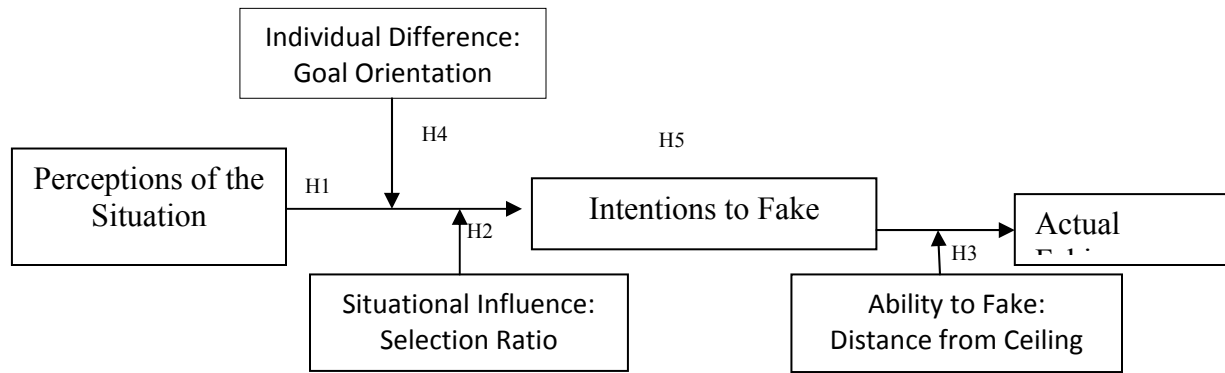 Individual Difference:
Goal Orientation
H4
H5
Perceptions of the
Situation
H1
Intentions to Fake
Actual
H2
H3
Situational Influence:
Selection Ratio
Ability to Fake:
Distance from Ceiling